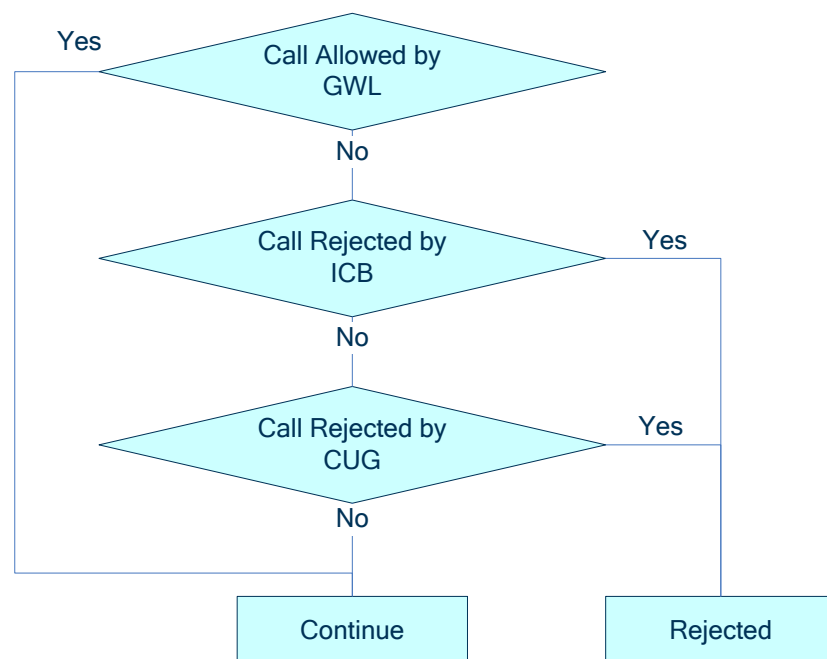 Yes
Call Allowed by
GWL
No
Call Rejected by
ICB
Yes
No
Call Rejected by
CUG
Yes
No
Continue
Rejected